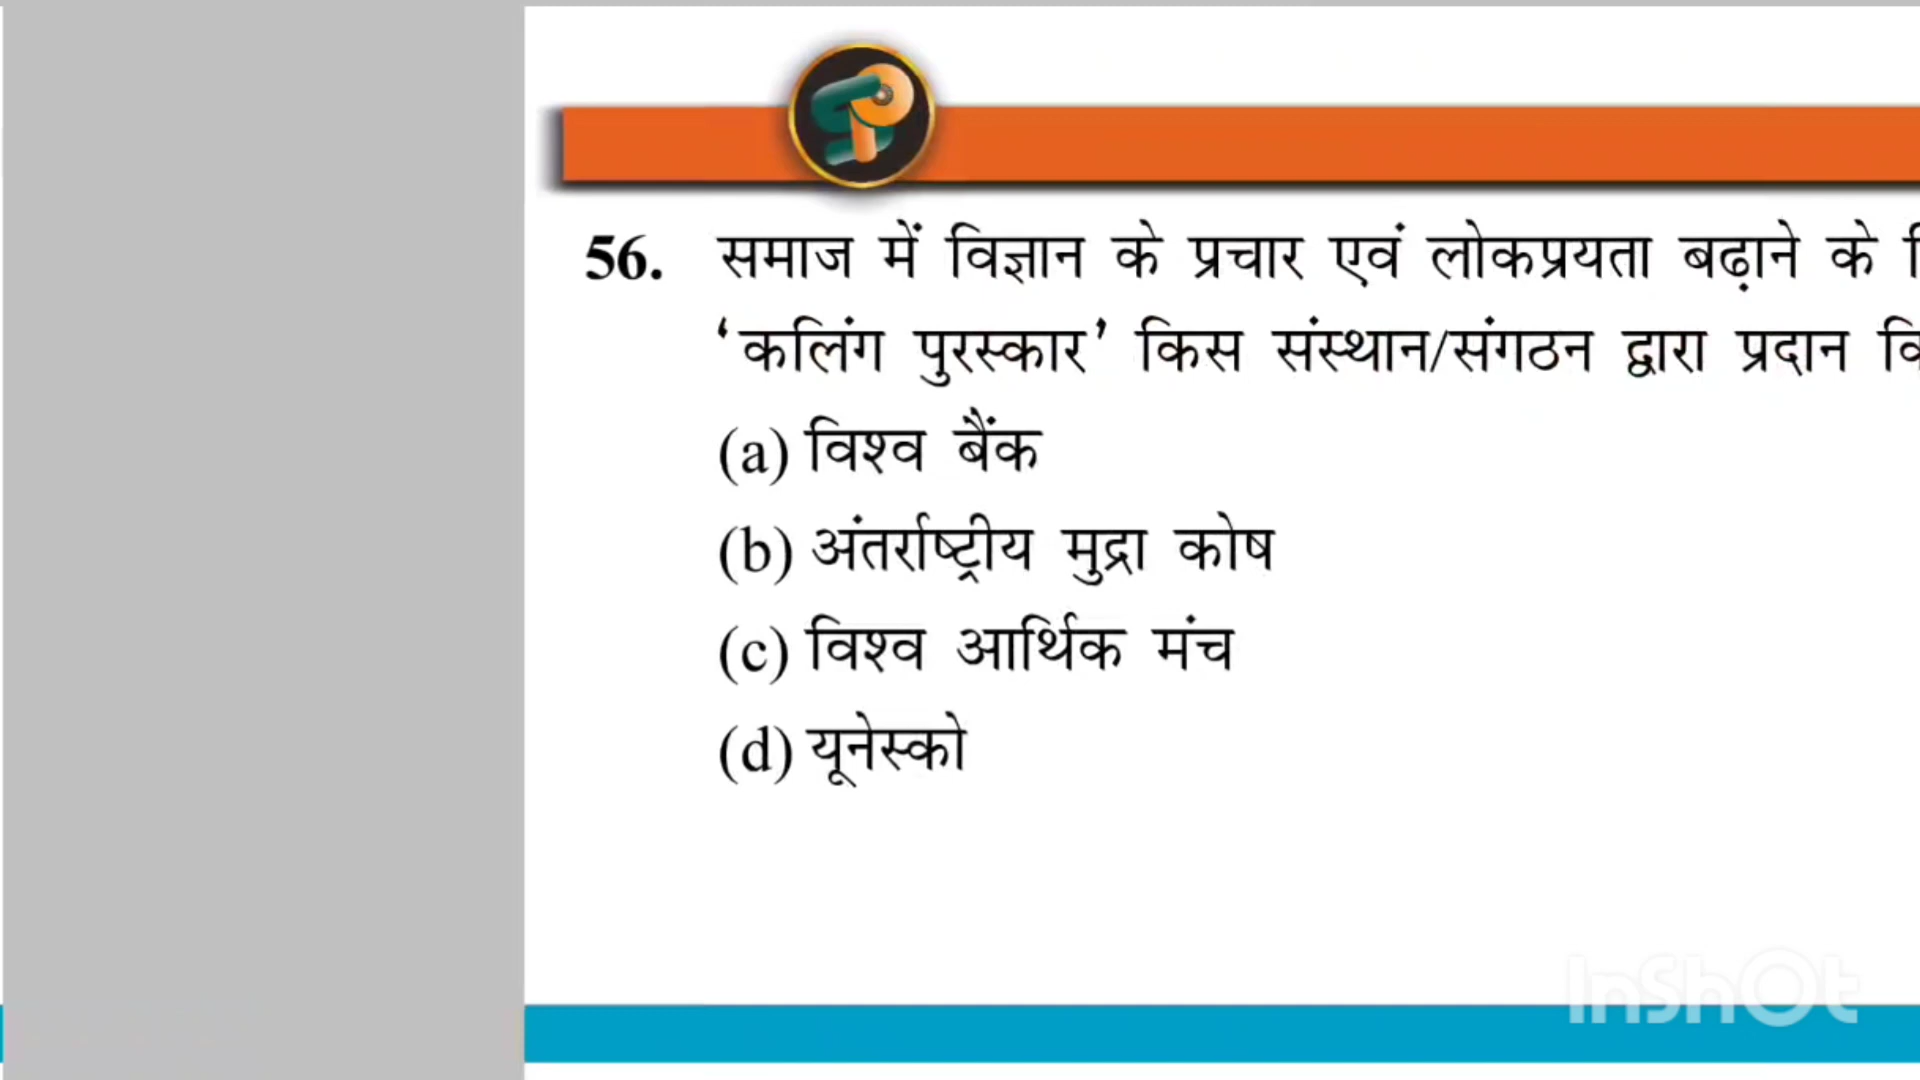 56. समाज में विज्ञान के प्रचार एवं लोकप्रयता बढ़ाने के
‘कलिंग पुरस्कार’ किस संस्थान/संगठन द्वारा प्रदान
(a) विश्व बैंक
(b) अंतर्राष्ट्रीय मुद्रा कोष
(c) विश्व आर्थिक मंच
(d) यूनेस्को
InShOt